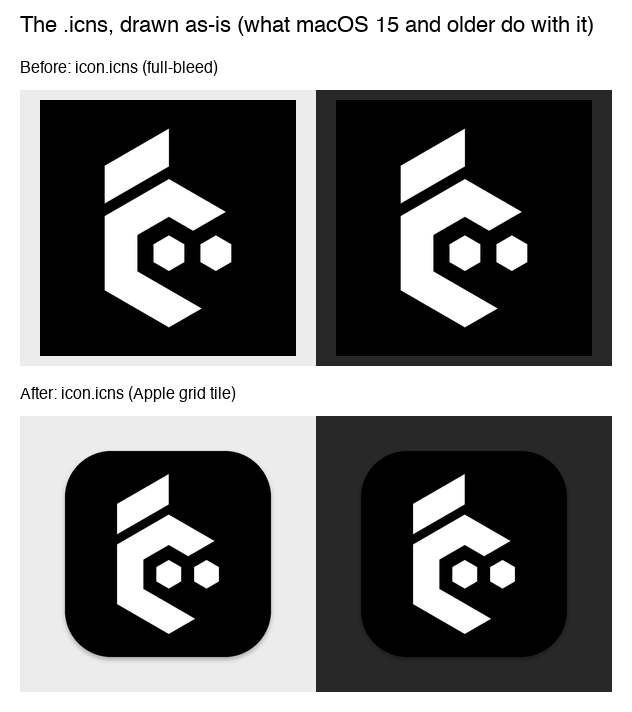 The .icns, drawn as-is (what macOS 15 and older do with it)
Before: icon.icns (full-bleed)
After: icon.icns (Apple grid tile)